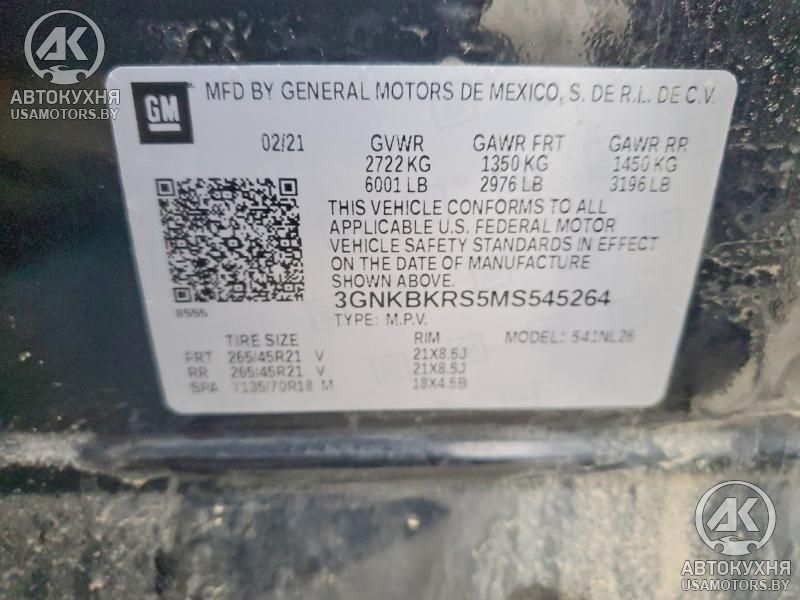 AK
АВТОКУХНЯ
USAMOTORS.BY
GM
MFD BY GENERAL MOTORS DE MEXICO, S. DE R.L. DE C.V.
02/21 GVWR GAWR FRT GAWR RR
2722 KG 1350 KG 1450 KG
6001 LB 2976 LB 3196 LB
THIS VEHICLE CONFORMS TO ALL
APPLICABLE U.S. FEDERAL MOTOR
VEHICLE SAFETY STANDARDS IN EFFECT
ON THE DATE OF MANUFACTURE
SHOWN ABOVE.
8555 3GNKBKRS5MS545264
TYPE: M.P.V. MODEL: 541NL26
TIRE SIZE RIM
FRT 265/45R21 V 21X8.5J
RR 265/45R21 V 21X8.5J
SPA T135/70R18 M 18X4.5B
AK
АВТОКУХНЯ
USAMOTORS.BY